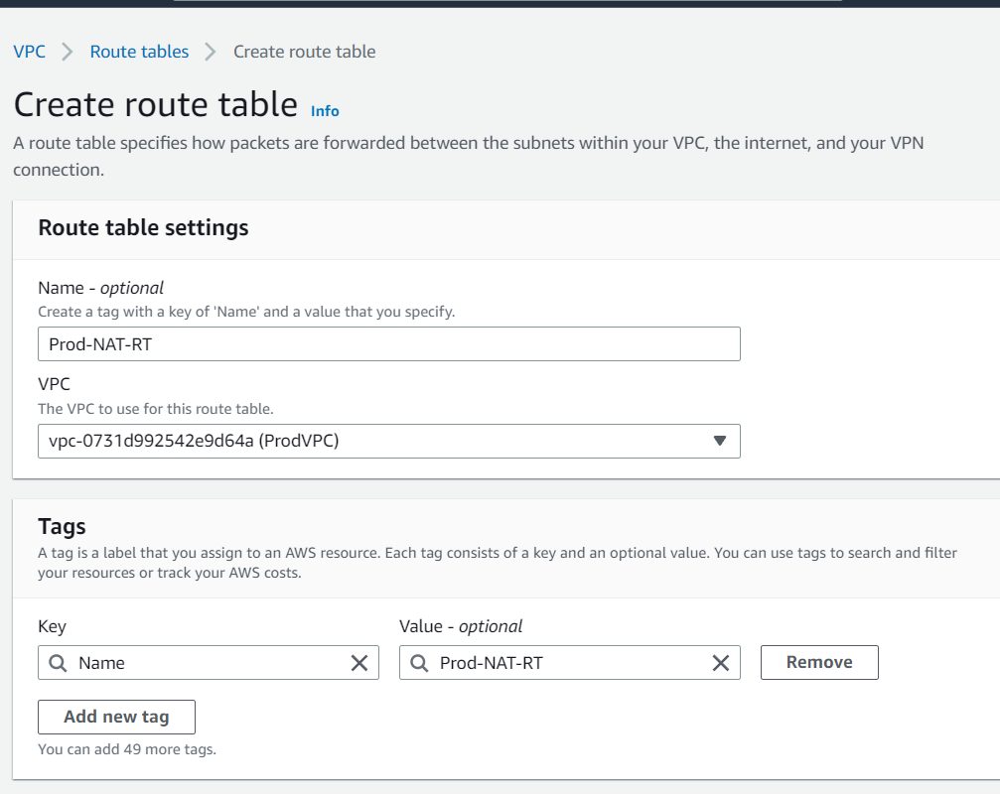 VPC > Route tables > Create route table
Create route table Info
A route table specifies how packets are forwarded between the subnets within your VPC, the internet, and your VPN
connection.
Route table settings
Name - optional
Create a tag with a key of 'Name' and a value that you specify.
Prod-NAT-RT
VPC
The VPC to use for this route table.
vpc-0731d992542e9d64a (ProdVPC)
Tags
A tag is a label that you assign to an AWS resource. Each tag consists of a key and an optional value. You can use tags to search and filter
your resources or track your AWS costs.
Key Value - optional
Name Prod-NAT-RT Remove
Add new tag
You can add 49 more tags.